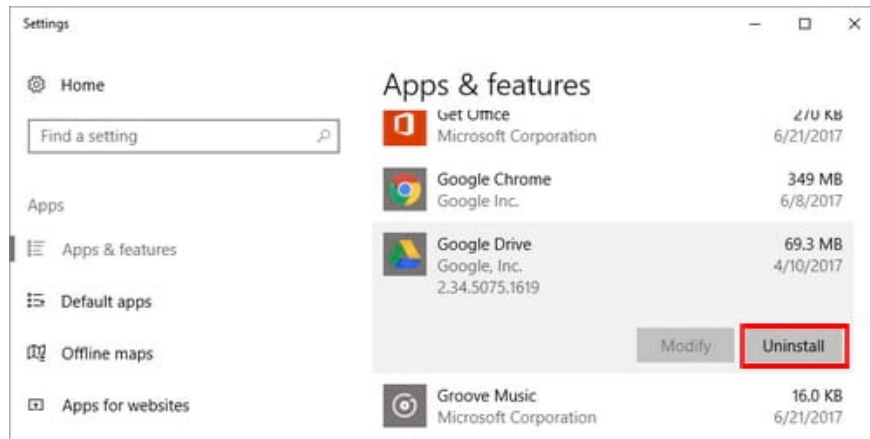 Settings
Home
Find a setting
Apps
Apps & features
Default apps
Offline maps
Apps for websites
Apps & features
Get Office 270 KB
Microsoft Corporation 6/21/2017
Google Chrome 349 MB
Google Inc. 6/8/2017
Google Drive 69.3 MB
Google, Inc. 4/10/2017
2.34.5075.1619
Modify Uninstall
Groove Music 16.0 KB
Microsoft Corporation 6/21/2017